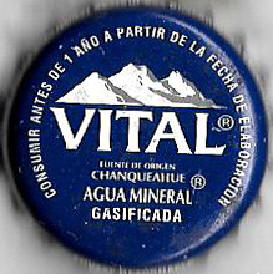 CONSUMIR ANTES DE 1 AÑO A PARTIR DE LA FECHA DE ELABORACION
VITAL®
FUENTE DE ORIGEN
CHANQUEAHUE
AGUA MINERAL®
GASIFICADA